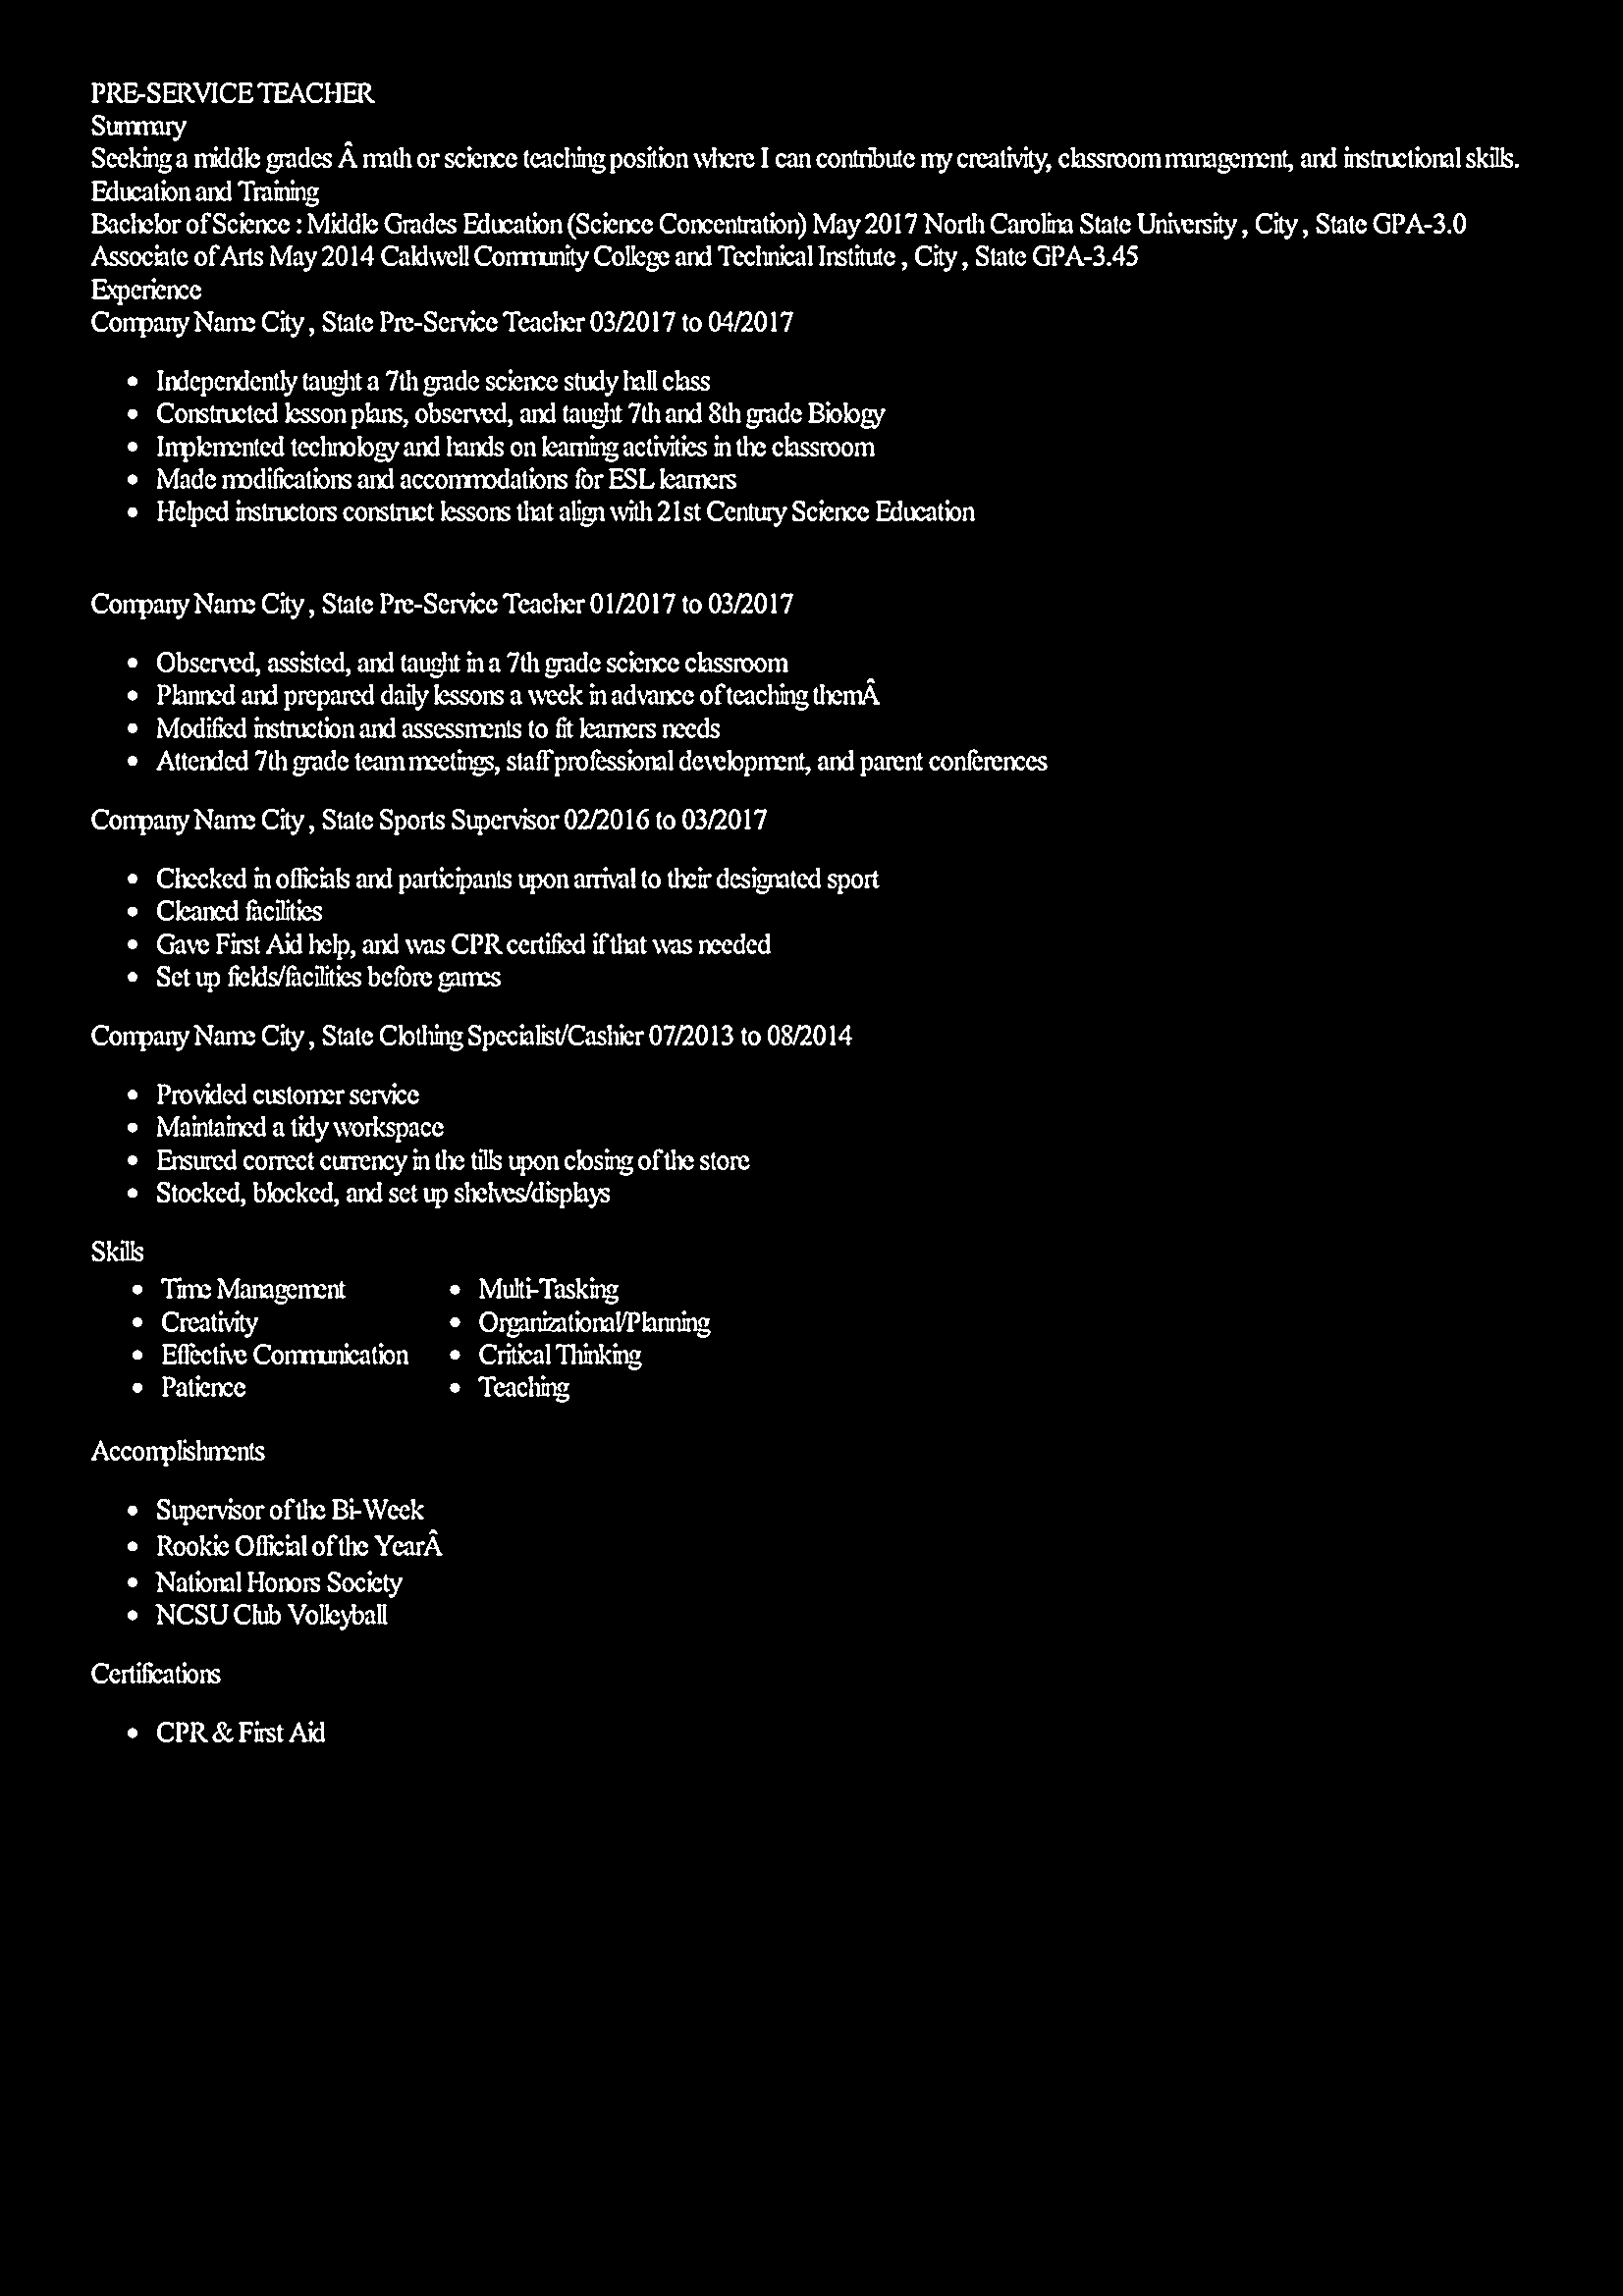 PRE-SERVICE TEACHER
Summary
Seeking a middle grades Â math or science teaching position where I can contribute my creativity, classroom management, and instructional skills.
Education and Training
Bachelor of Science : Middle Grades Education (Science Concentration) May 2017 North Carolina State University , City , State GPA-3.0
Associate of Arts May 2014 Caldwell Community College and Technical Institute , City , State GPA-3.45
Experience
Company Name City , State Pre-Service Teacher 03/2017 to 04/2017
• Independently taught a 7th grade science study hall class
• Constructed lesson plans, observed, and taught 7th and 8th grade Biology
• Implemented technology and hands on learning activities in the classroom
• Made modifications and accommodations for ESL learners
• Helped instructors construct lessons that align with 21st Century Science Education
Company Name City , State Pre-Service Teacher 01/2017 to 03/2017
• Observed, assisted, and taught in a 7th grade science classroom
• Planned and prepared daily lessons a week in advance of teaching themÂ
• Modified instruction and assessments to fit learners needs
• Attended 7th grade team meetings, staff professional development, and parent conferences
Company Name City , State Sports Supervisor 02/2016 to 03/2017
• Checked in officials and participants upon arrival to their designated sport
• Cleaned facilities
• Gave First Aid help, and was CPR certified if that was needed
• Set up fields/facilities before games
Company Name City , State Clothing Specialist/Cashier 07/2013 to 08/2014
• Provided customer service
• Maintained a tidy workspace
• Ensured correct currency in the tills upon closing of the store
• Stocked, blocked, and set up shelves/displays
Skills
• Time Management
• Creativity
• Effective Communication
• Patience
• Multi-Tasking
• Organizational/Planning
• Critical Thinking
• Teaching
Accomplishments
• Supervisor of the Bi-Week
• Rookie Official of the YearÂ
• National Honors Society
• NCSU Club Volleyball
Certifications
• CPR & First Aid